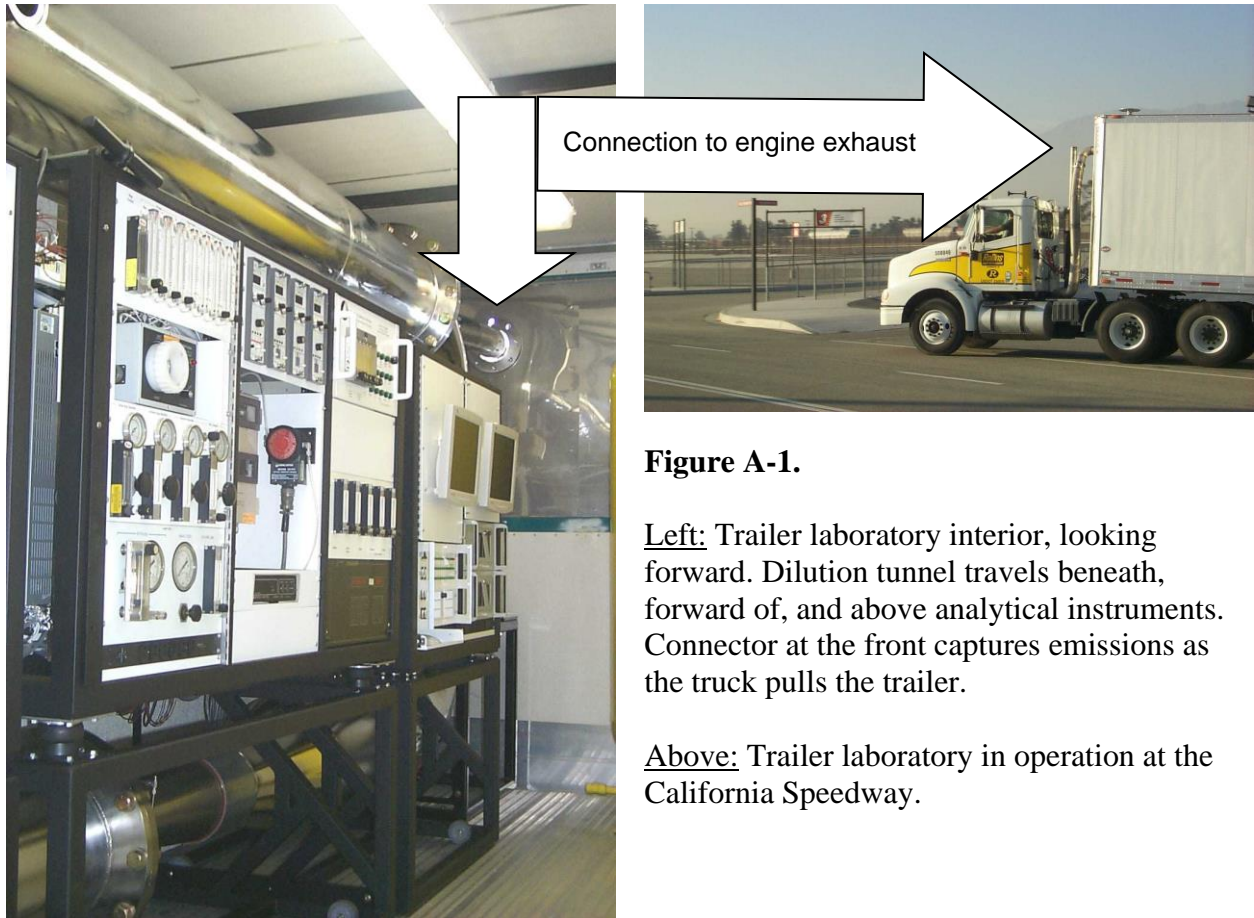 Connection to engine exhaust
Figure A-1.
Left: Trailer laboratory interior, looking
forward. Dilution tunnel travels beneath,
forward of, and above analytical instruments.
Connector at the front captures emissions as
the truck pulls the trailer.
Above: Trailer laboratory in operation at the
California Speedway.